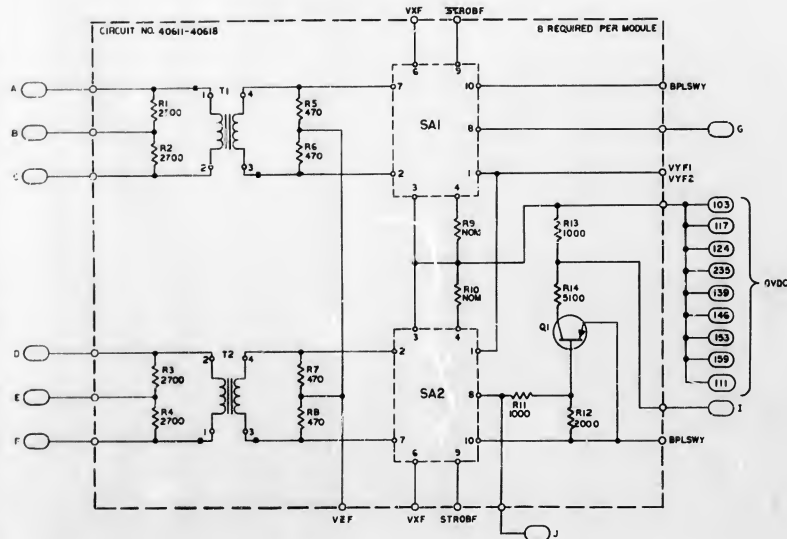 VXF STROBF
CIRCUIT NO. 40611-40618
8 REQUIRED PER MODULE
6 9
A
1 T1 4
7
10
BPLSWY
R1
R5
470
SA1
B
8
G
R2
2700
R6
470
2 3
2
1
VYF1
VYF2
3 4
103
R9
NOM
R13
1000
117
124
R10
NOM
R14
5100
235
0VDC
139
Q1
146
3 4
153
D
2 T2 4
2
1
159
R3
2700
R7
470
111
SA2
E
8
R11
1000
I
R4
2700
R8
470
R12
2000
F
1 3
7
10
BPLSWY
6 9
VZF VXF STROBF
J